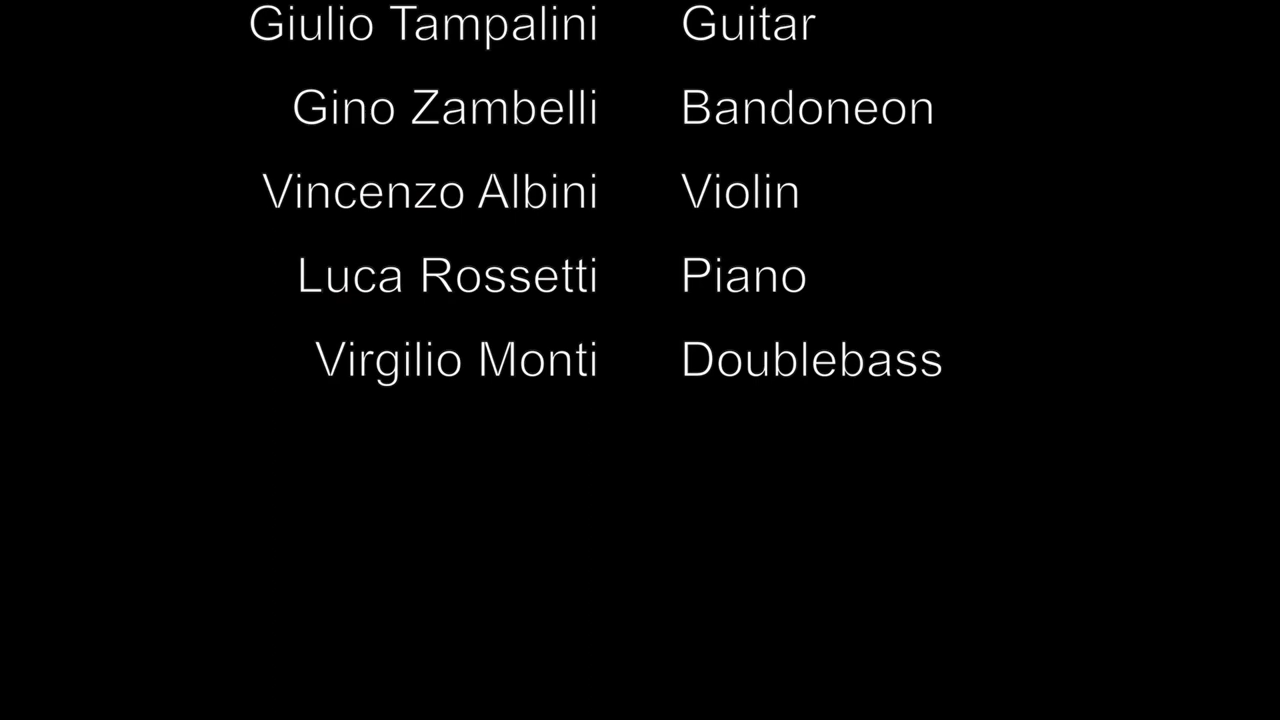 Giulio Tampalini Guitar
Gino Zambelli Bandoneon
Vincenzo Albini Violin
Luca Rossetti Piano
Virgilio Monti Doublebass